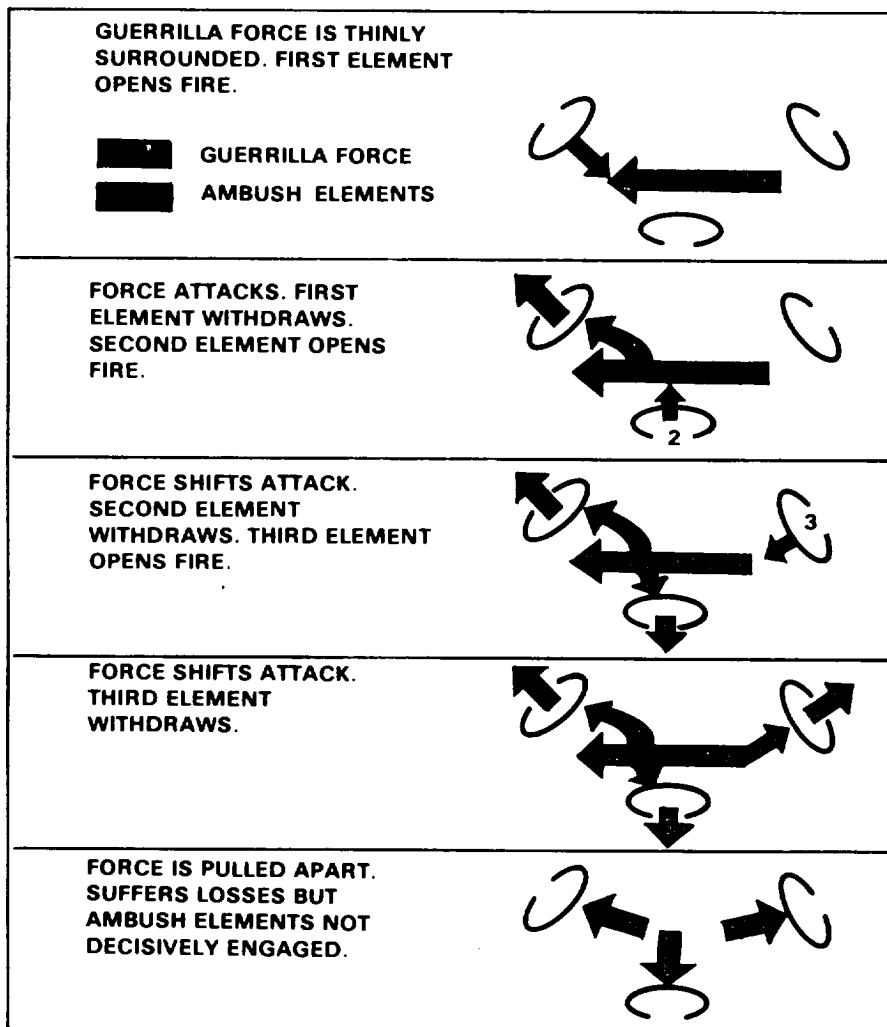 GUERRILLA FORCE IS THINLY
SURROUNDED. FIRST ELEMENT
OPENS FIRE.
GUERRILLA FORCE
AMBUSH ELEMENTS
FORCE ATTACKS. FIRST
ELEMENT WITHDRAWS.
SECOND ELEMENT OPENS
FIRE.
2
FORCE SHIFTS ATTACK.
SECOND ELEMENT
WITHDRAWS. THIRD ELEMENT
OPENS FIRE.
3
FORCE SHIFTS ATTACK.
THIRD ELEMENT
WITHDRAWS.
FORCE IS PULLED APART.
SUFFERS LOSSES BUT
AMBUSH ELEMENTS NOT
DECISIVELY ENGAGED.